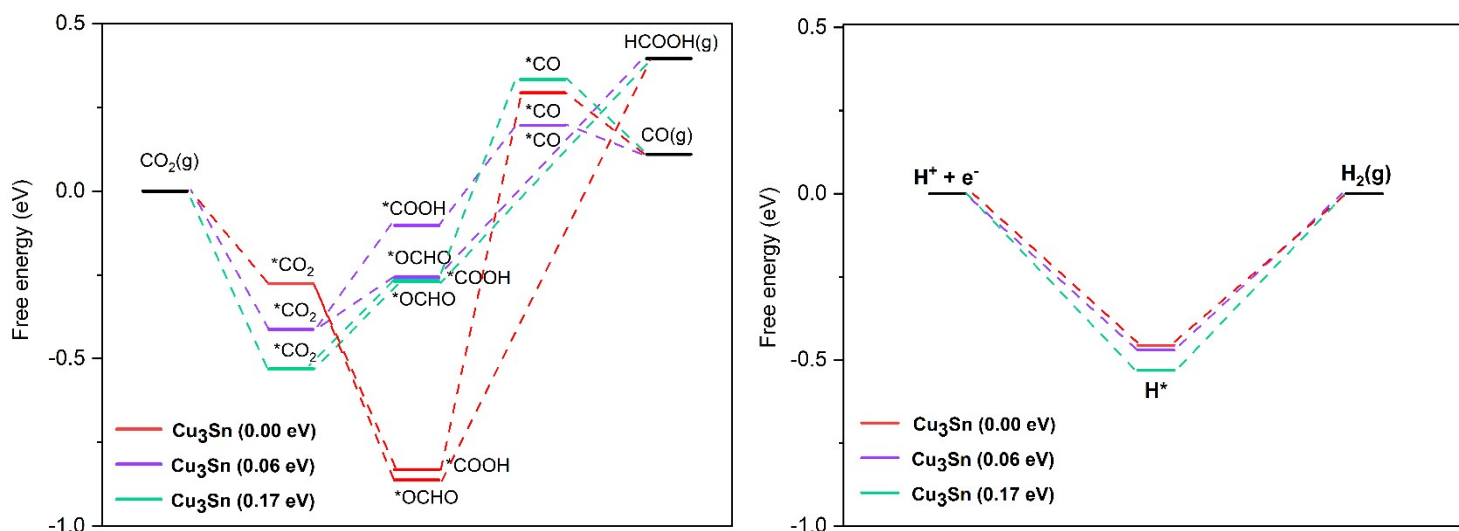 0.5
0.0
-0.5
-1.0
Free energy (eV)
CO₂(g)
*CO₂
*CO₂
*CO₂
*COOH
*OCHO
*COOH
*OCHO
*COOH
*OCHO
*CO
*CO
*CO
HCOOH(g)
CO(g)
Cu₃Sn (0.00 eV)
Cu₃Sn (0.06 eV)
Cu₃Sn (0.17 eV)
0.5
0.0
-0.5
-1.0
Free energy (eV)
H⁺ + e⁻
H₂(g)
H*
Cu₃Sn (0.00 eV)
Cu₃Sn (0.06 eV)
Cu₃Sn (0.17 eV)